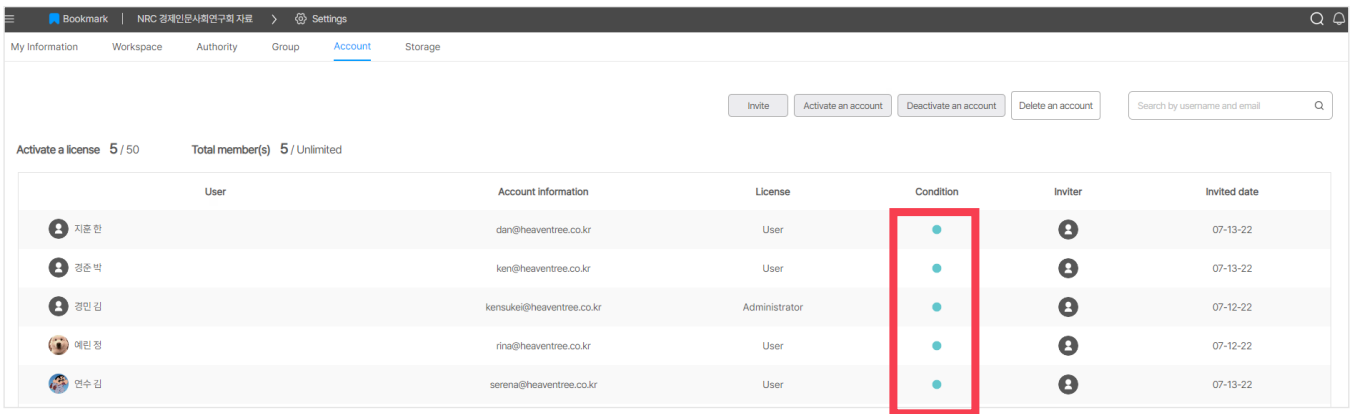 Bookmark | NRC 경제인문사회연구회 자료 > Settings
My Information Workspace Authority Group Account Storage
Invite Activate an account Deactivate an account Delete an account Search by username and email
Activate a license 5 / 50 Total member(s) 5 / Unlimited
User Account information License Condition Inviter Invited date
지훈 한 dan@heaventree.co.kr User 07-13-22
경준 박 ken@heaventree.co.kr User 07-13-22
경민 김 kensukei@heaventree.co.kr Administrator 07-12-22
예린 정 rina@heaventree.co.kr User 07-12-22
연수 김 serena@heaventree.co.kr User 07-13-22